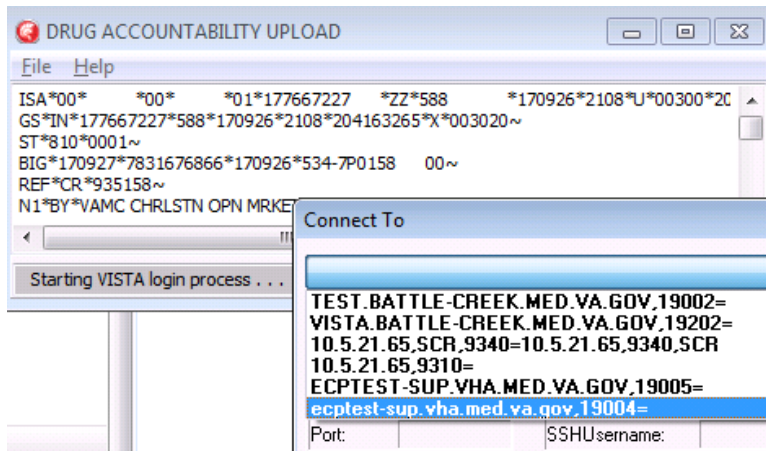 DRUG ACCOUNTABILITY UPLOAD
File Help
ISA*00* *00* *01*177667227 *ZZ*588 *170926*2108*U*00300*20
GS*IN*177667227*588*170926*2108*204163265*X*003020~
ST*810*0001~
BIG*170927*7831676866*170926*534-7P0158 00~
REF*CR*935158~
N1*BY*VAMC CHRLSTN OPN MRKET
Starting VISTA login process . . .
Connect To
TEST.BATTLE-CREEK.MED.VA.GOV,19002=
VISTA.BATTLE-CREEK.MED.VA.GOV,19202=
10.5.21.65,SCR,9340=10.5.21.65,9340,SCR
10.5.21.65,9310=
ECPTEST-SUP.VHA.MED.VA.GOV,19005=
ecptest-sup.vha.med.va.gov,19004=
Port: SSHUsername: